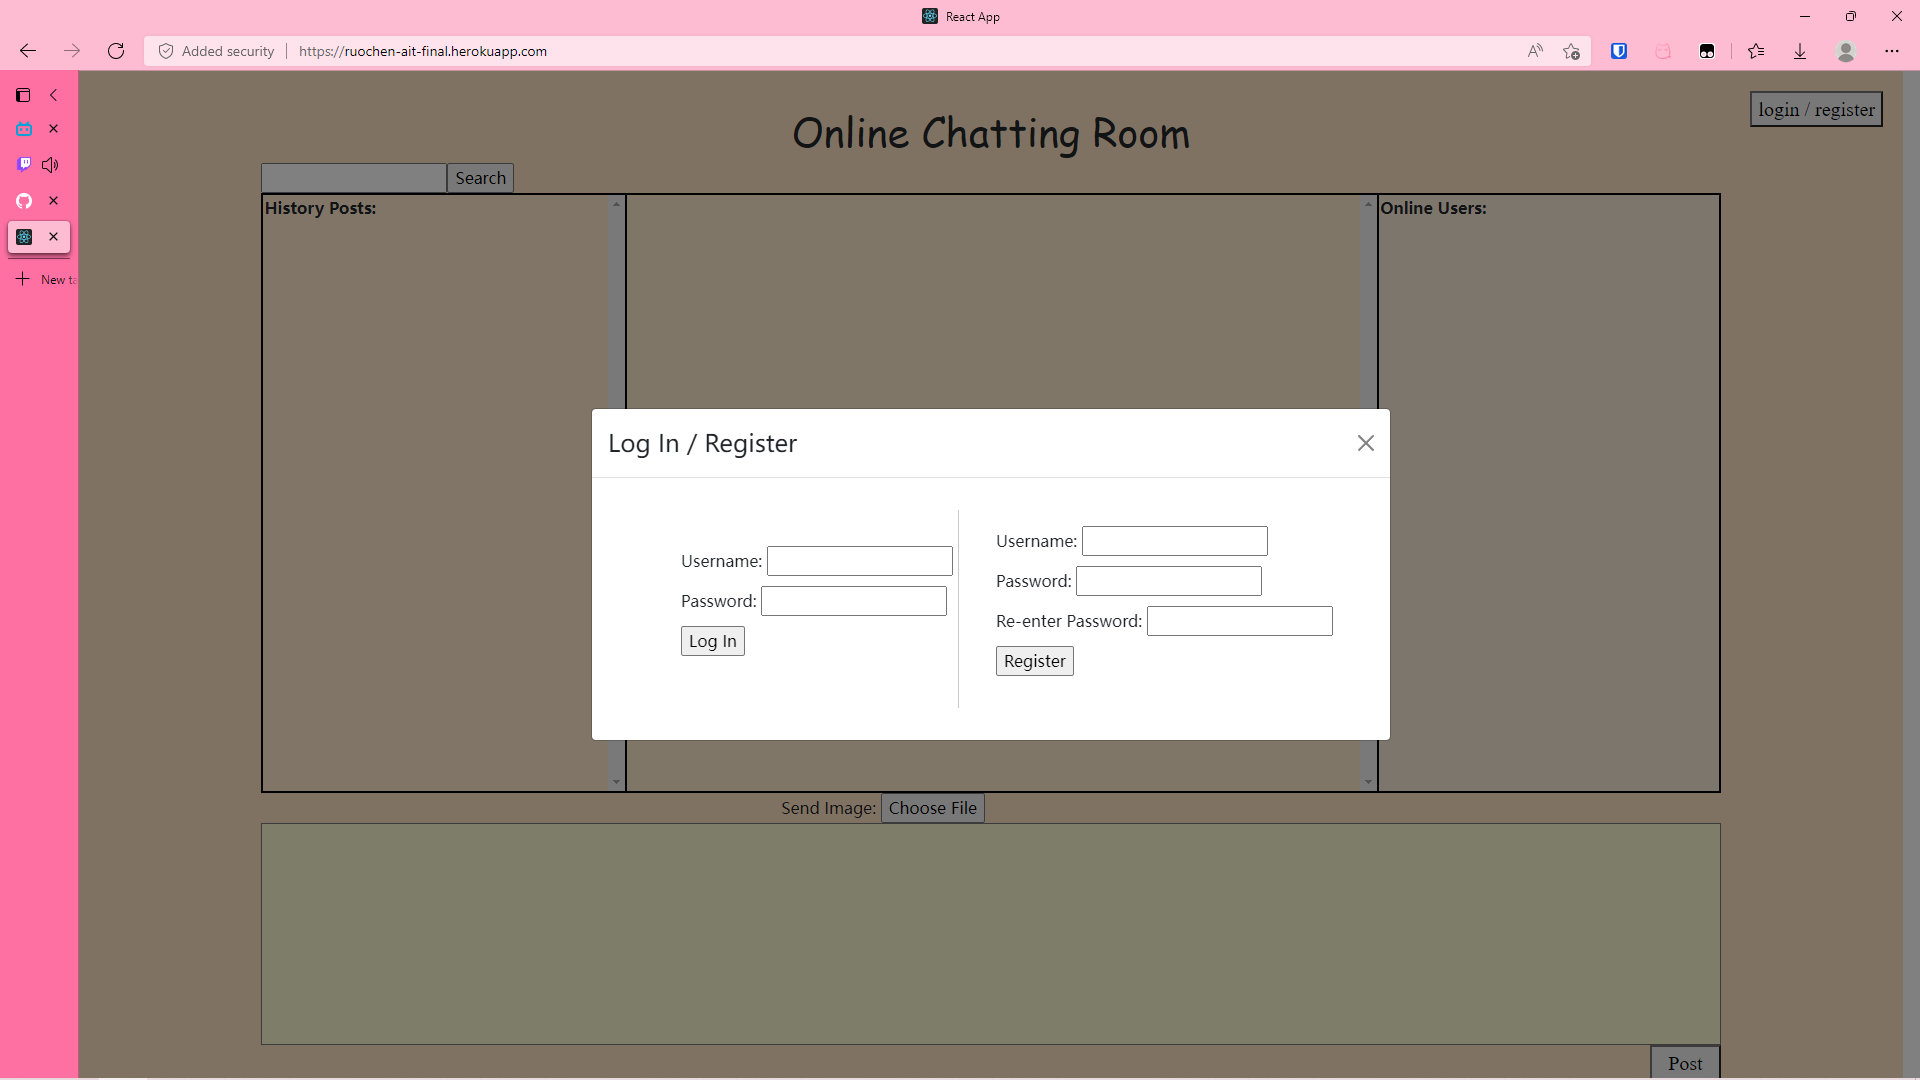 React App
Added security
https://ruochen-ait-final.herokuapp.com
login / register
Online Chatting Room
Search
History Posts:
Online Users:
New ta
Log In / Register
Username:
Password:
Log In
Username:
Password:
Re-enter Password:
Register
Send Image: Choose File
Post